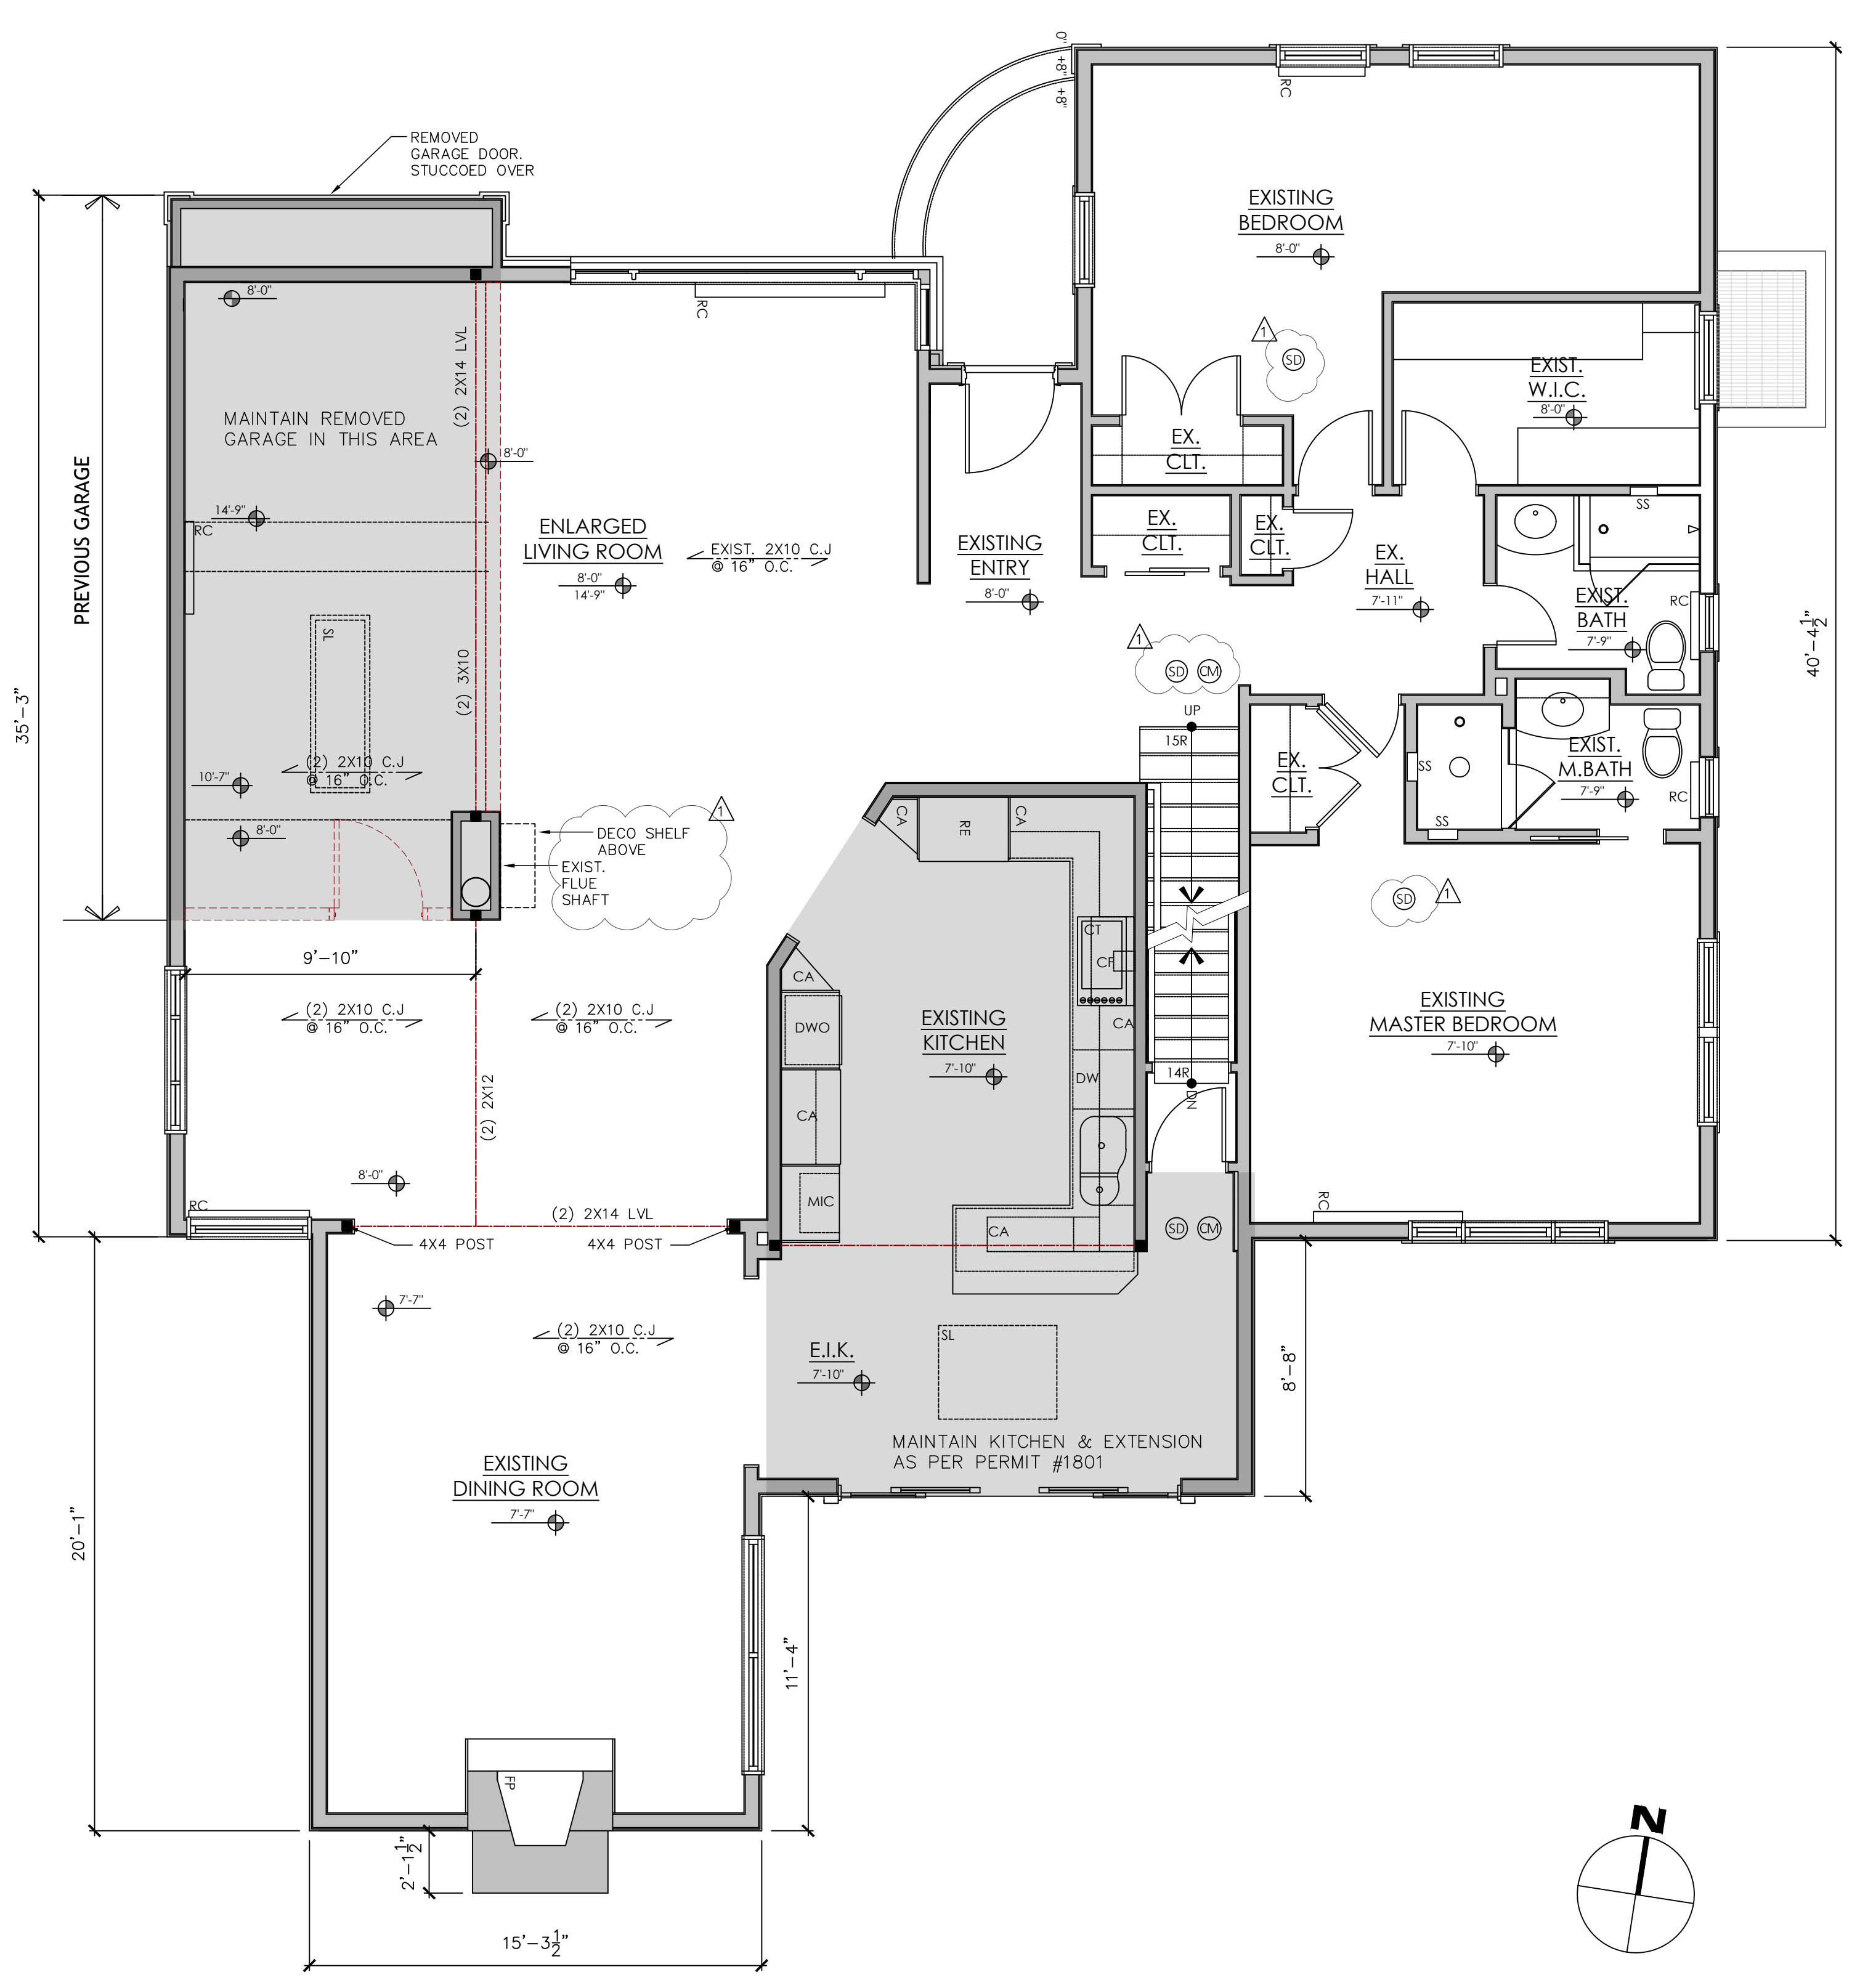 0"
+8"
+8"
RC
REMOVED
GARAGE DOOR.
STUCCOED OVER
EXISTING
BEDROOM
8'-0"
8'-0"
RC
(2) 2X14 LVL
1
SD
EXIST.
W.I.C.
8'-0"
MAINTAIN REMOVED
GARAGE IN THIS AREA
8'-0"
EX.
CLT.
PREVIOUS GARAGE
14'-9"
RC
ENLARGED
LIVING ROOM
8'-0"
14'-9"
EXIST. 2X10 C.J
@ 16" O.C.
EXISTING
ENTRY
8'-0"
EX.
CLT.
EX.
CLT.
EX.
HALL
7'-11"
SS
EXIST.
BATH
7'-9"
RC
40'-4 1/2"
SL
(2) 3X10
1
SD
CM
35'-3"
UP
15R
(2) 2X10 C.J
@ 16" O.C.
10'-7"
8'-0"
EX.
CLT.
SS
EXIST.
M.BATH
7'-9"
RC
SS
1
DECO SHELF
ABOVE
EXIST.
FLUE
SHAFT
CA
RE
CA
SD
1
9'-10"
CT
CF
CA
CA
DWO
(2) 2X10 C.J
@ 16" O.C.
(2) 2X10 C.J
@ 16" O.C.
EXISTING
KITCHEN
7'-10"
EXISTING
MASTER BEDROOM
7'-10"
DW
14R
DN
(2) 2X12
CA
8'-0"
MIC
RC
RC
(2) 2X14 LVL
4X4 POST
4X4 POST
CA
SD
CM
7'-7"
(2) 2X10 C.J
@ 16" O.C.
E.I.K.
7'-10"
SL
8'-8"
MAINTAIN KITCHEN & EXTENSION
AS PER PERMIT #1801
EXISTING
DINING ROOM
7'-7"
20'-1"
11'-4"
FP
2'-1 1/2"
15'-3 1/2"
N